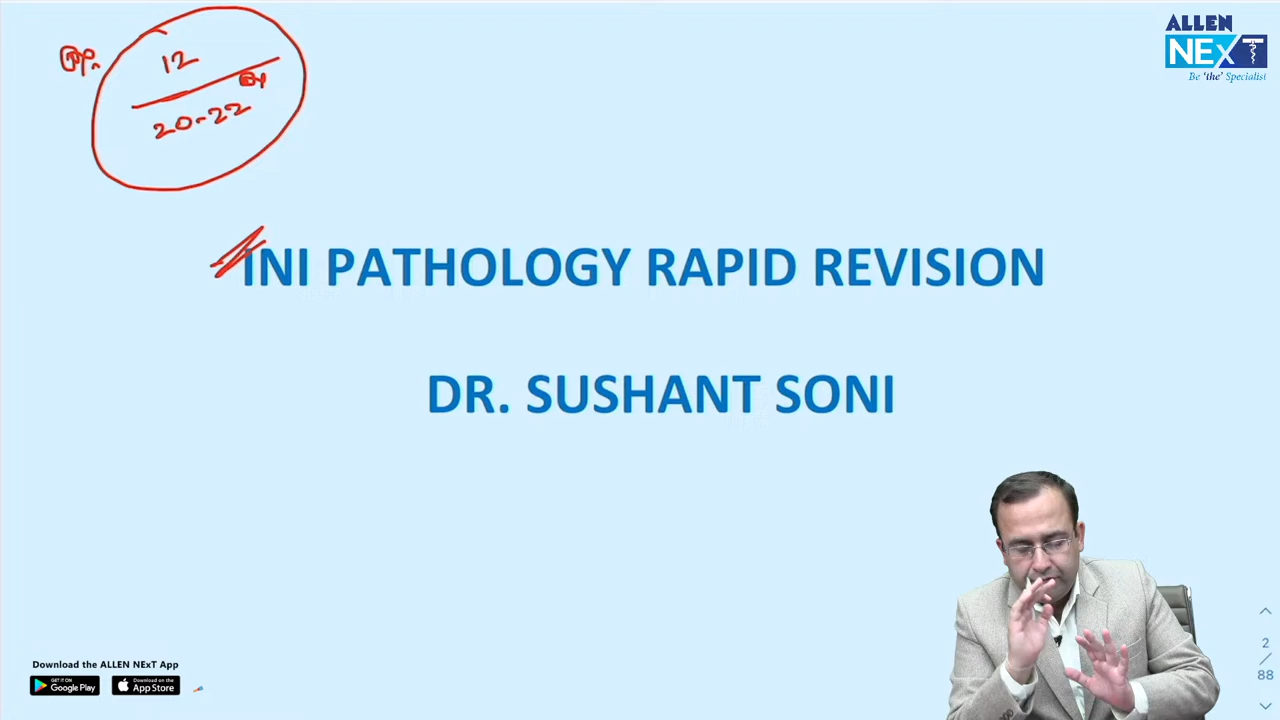 ALLEN
NEXT
Be 'the' Specialist
12
20-22
INI PATHOLOGY RAPID REVISION
DR. SUSHANT SONI
2
/
88
Download the ALLEN NExT App
GET IT ON
Google Play
Download on the
App Store